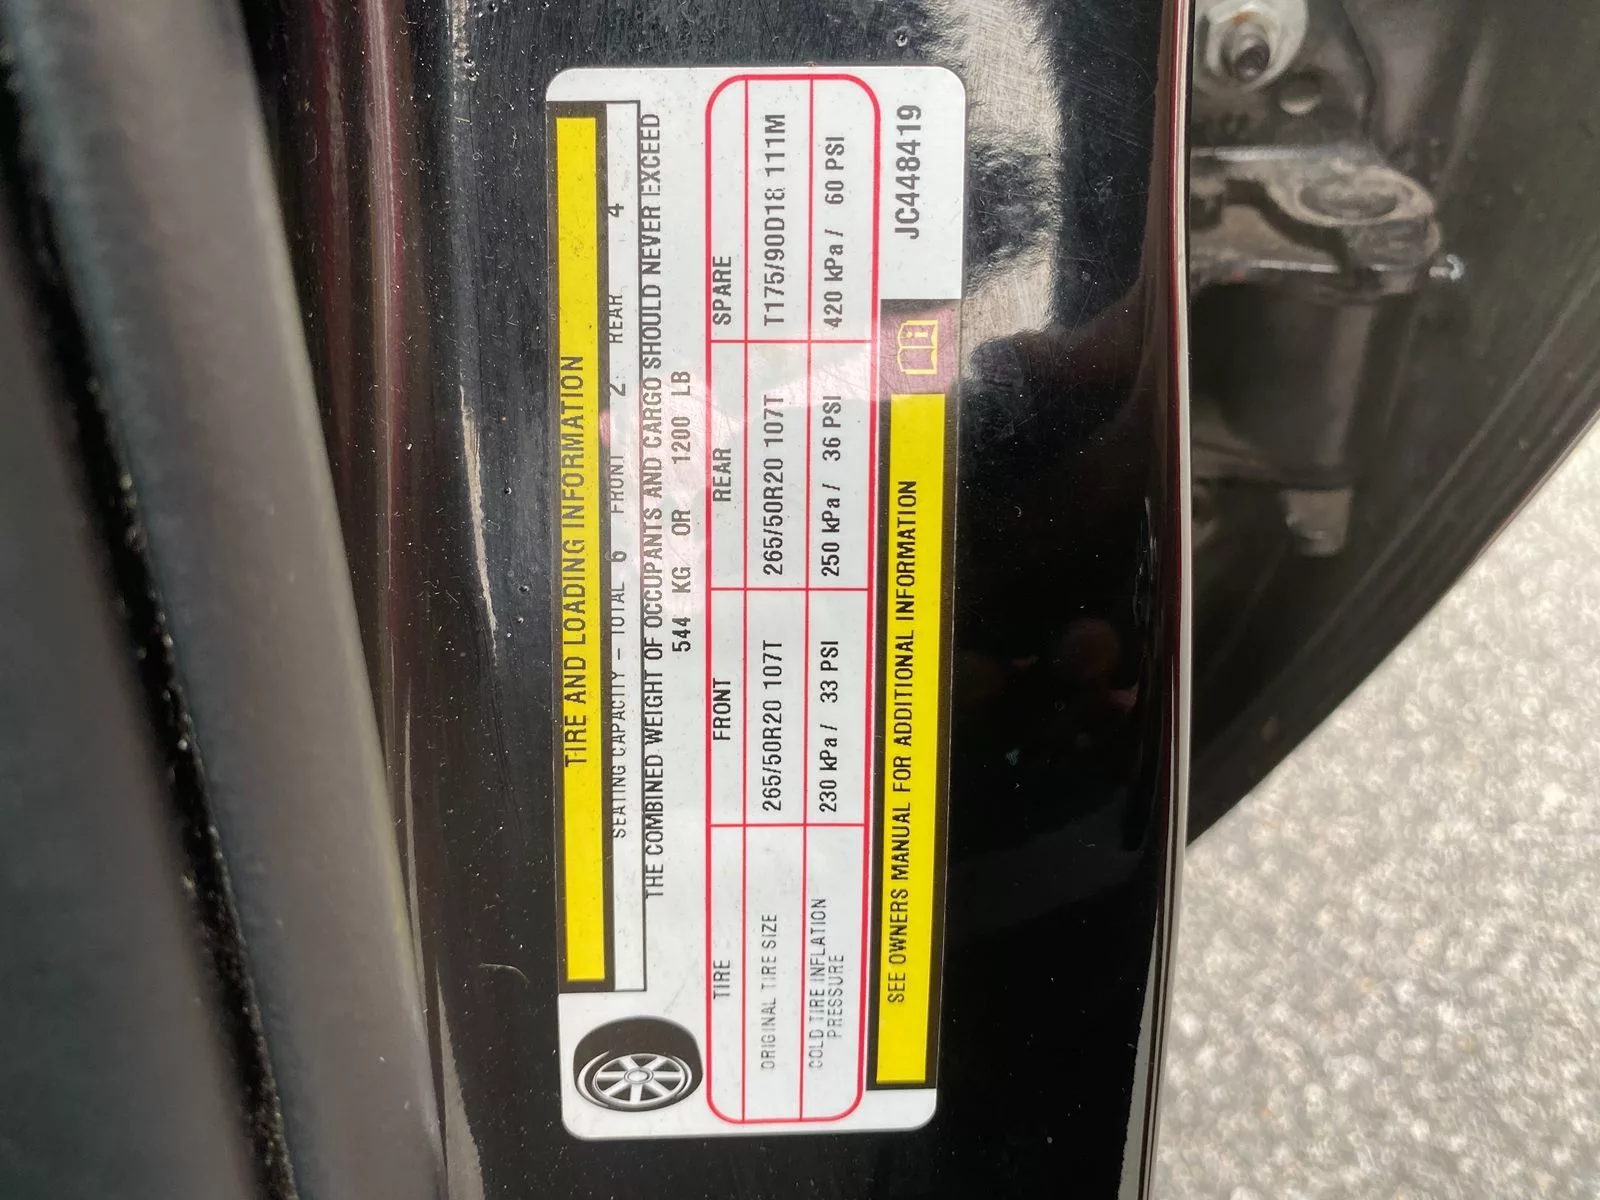 TIRE AND LOADING INFORMATION
SEATING CAPACITY - TOTAL 6 FRONT 2 REAR 4
THE COMBINED WEIGHT OF OCCUPANTS AND CARGO SHOULD NEVER EXCEED
544 KG OR 1200 LB
TIRE FRONT REAR SPARE
ORIGINAL TIRE SIZE 265/50R20 107T 265/50R20 107T T175/90D18 111M
COLD TIRE INFLATION
PRESSURE 230 kPa / 33 PSI 250 kPa / 36 PSI 420 kPa / 60 PSI
SEE OWNERS MANUAL FOR ADDITIONAL INFORMATION
JC448419